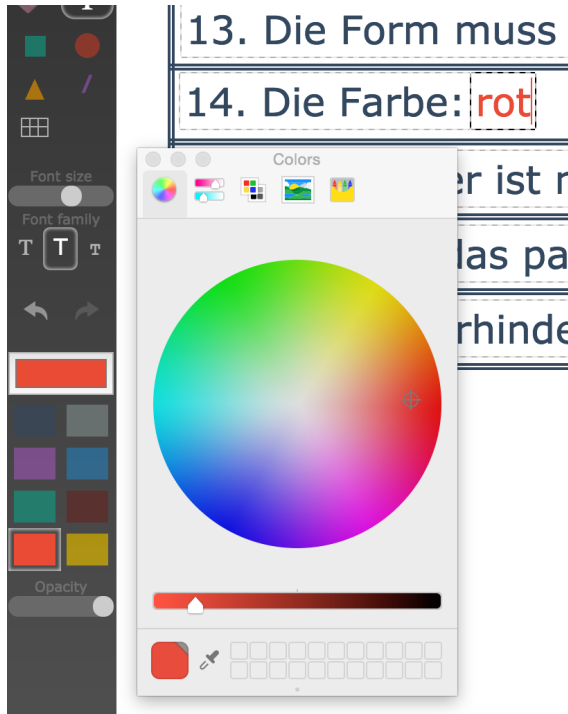 T
13. Die Form muss
14. Die Farbe: rot
Colors
er ist
das pa
rhinde
Font size
Font family
T T T
Opacity